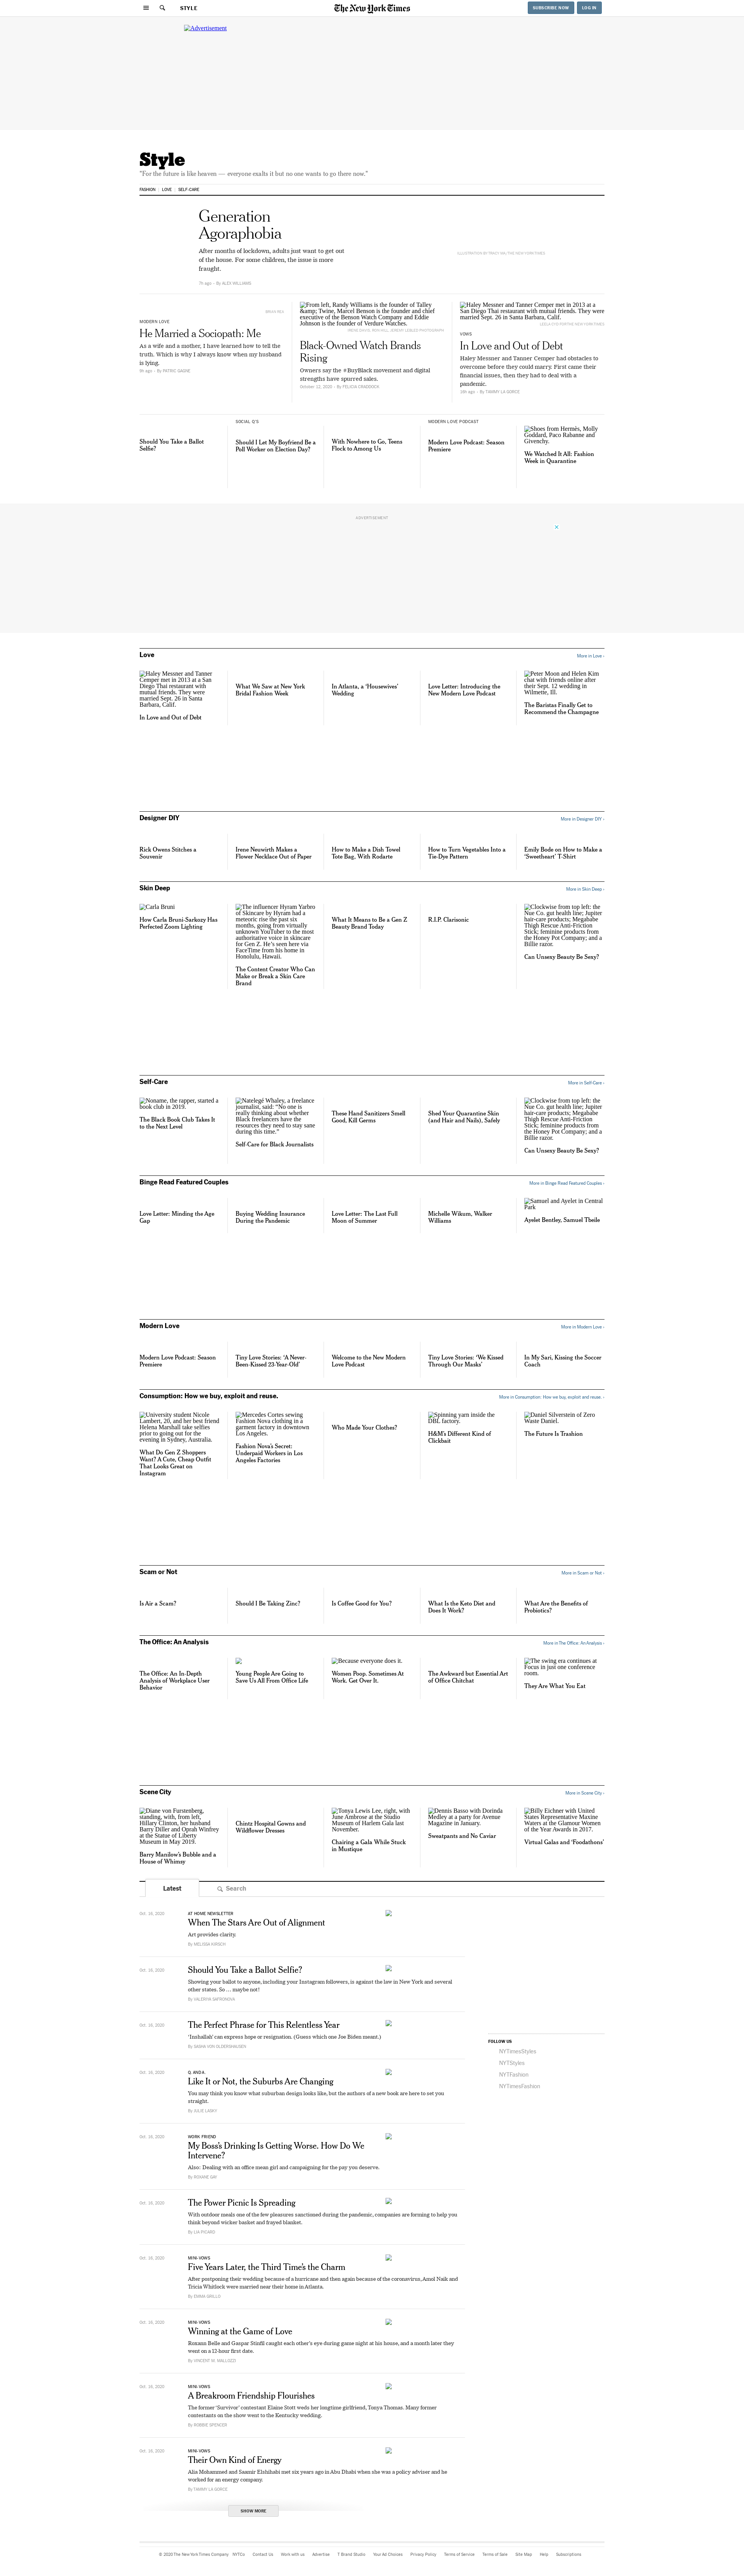 STYLE
The New York Times
SUBSCRIBE NOW
LOG IN
Advertisement
Style
"For the future is like heaven — everyone exalts it but no one wants to go there now."
FASHION
LOVE
SELF-CARE
Generation
Agoraphobia
After months of lockdown, adults just want to get out
of the house. For some children, the issue is more
fraught.
7h ago · By ALEX WILLIAMS
BRIAN REA
MODERN LOVE
He Married a Sociopath: Me
As a wife and a mother, I have learned how to tell the
truth. Which is why I always know when my husband
is lying.
8h ago · By PATRIC GAGNE
From left, Randy Williams is the founder of Talley
&amp; Twine, Marcel Bemon is the founder and chief
executive of the Benson Watch Company and Eddie
Johnson is the founder of Verdure Watches.
Black-Owned Watch Brands
Rising
Owners say the #BuyBlack movement and digital
strengths have spurred sales.
October 12, 2020 · By FELICIA CRADDOCK
Haley Messner and Tanner Cemper met in 2013 at a
San Diego Thai restaurant with mutual friends. They were
married Sept. 26 in Santa Barbara, Calif.
VOWS
In Love and Out of Debt
Haley Messner and Tanner Cemper had obstacles to
overcome before they could marry. First came their
financial issues, then they had to deal with a
pandemic.
16h ago · By TAMMY LA GORCE
Should You Take a Ballot
Selfie?
SOCIAL Q'S
Should I Let My Boyfriend Be a
Poll Worker on Election Day?
With Nowhere to Go, Teens
Flock to Among Us
MODERN LOVE PODCAST
Modern Love Podcast: Season
Premiere
Shoes from Hermès, Molly
Goddard, Paco Rabanne and
Givenchy.
We Watched It All: Fashion
Week in Quarantine
ADVERTISEMENT
Love
More in Love ›
Haley Messner and Tanner
Cemper met in 2013 at a San
Diego Thai restaurant with
mutual friends. They were
married Sept. 26 in Santa
Barbara, Calif.
In Love and Out of Debt
What We Saw at New York
Bridal Fashion Week
In Atlanta, a 'Housewives'
Wedding
Love Letter: Introducing the
New Modern Love Podcast
Peter Moon and Helen Kim
chat with friends online after
their Sept. 12 wedding in
Wilmette, Ill.
The Baristas Finally Get to
Recommend the Champagne
Designer DIY
More in Designer DIY ›
Rick Owens Stitches a
Souvenir
Irene Neuwirth Makes a
Flower Necklace Out of Paper
How to Make a Dish Towel
Tote Bag, With Rodarte
How to Turn Vegetables Into a
Tie-Dye Pattern
Emily Bode on How to Make a
'Sweetheart' T-Shirt
Skin Deep
More in Skin Deep ›
Carla Bruni
How Carla Bruni-Sarkozy Has
Perfected Zoom Lighting
The influencer Hyram Yarbro
of Skincare by Hyram had a
meteoric rise the past six
months, going from virtually
unknown YouTuber to the most
authoritative voice in skincare
for Gen Z. He's seen here via
FaceTime from his home in
Honolulu, Hawaii.
The Content Creator Who Can
Make or Break a Skin Care
Brand
What It Means to Be a Gen Z
Beauty Brand Today
R.I.P. Clarisonic
Clockwise from top left: the
Nue Co. gut health line; Jupiter
hair-care products; Megababe
Thigh Rescue Anti-Friction
Stick; feminine products from
the Honey Pot Company; and a
Billie razor.
Can Unsexy Beauty Be Sexy?
Self-Care
More in Self-Care ›
Noname, the rapper, started a
book club in 2019.
The Black Book Club Takes It
to the Next Level
Natelegé Whaley, a freelance
journalist, said: "No one is
really thinking about whether
Black freelancers have the
resources they need to stay sane
during this time."
Self-Care for Black Journalists
These Hand Sanitizers Smell
Good, Kill Germs
Shed Your Quarantine Skin
(and Hair and Nails), Safely
Clockwise from top left: the
Nue Co. gut health line; Jupiter
hair-care products; Megababe
Thigh Rescue Anti-Friction
Stick; feminine products from
the Honey Pot Company; and a
Billie razor.
Can Unsexy Beauty Be Sexy?
Binge Read Featured Couples
More in Binge Read Featured Couples ›
Love Letter: Minding the Age
Gap
Buying Wedding Insurance
During the Pandemic
Love Letter: The Last Full
Moon of Summer
Michelle Wikum, Walker
Williams
Samuel and Ayelet in Central
Park
Ayelet Bentley, Samuel Theile
Modern Love
More in Modern Love ›
Modern Love Podcast: Season
Premiere
Tiny Love Stories: 'A Never-
Been-Kissed 23-Year-Old'
Welcome to the New Modern
Love Podcast
Tiny Love Stories: 'We Kissed
Through Our Masks'
In My Sari, Kissing the Soccer
Coach
Consumption: How we buy, exploit and reuse.
More in Consumption: How we buy, exploit and reuse. ›
University student Nicole
Lambert, 20, and her best friend
Helena Marshall take selfies
prior to going out for the
evening in Sydney, Australia.
What Do Gen Z Shoppers
Want? A Cute, Cheap Outfit
That Looks Great on
Instagram
Mercedes Cortes sewing
Fashion Nova clothing in a
garment factory in downtown
Los Angeles.
Fashion Nova's Secret:
Underpaid Workers in Los
Angeles Factories
Who Made Your Clothes?
Spinning yarn inside the
DBL factory.
H&M's Different Kind of
Clickbait
Daniel Silverstein of Zero
Waste Daniel.
The Future Is Trashion
Scam or Not
More in Scam or Not ›
Is Air a Scam?
Should I Be Taking Zinc?
Is Coffee Good for You?
What Is the Keto Diet and
Does It Work?
What Are the Benefits of
Probiotics?
The Office: An Analysis
More in The Office: An Analysis ›
The Office: An In-Depth
Analysis of Workplace User
Behavior
Young People Are Going to
Save Us All From Office Life
Because everyone does it.
Women Poop. Sometimes At
Work. Get Over It.
The Awkward but Essential Art
of Office Chitchat
The swing era continues at
Focus in just one conference
room.
They Are What You Eat
Scene City
More in Scene City ›
Diane von Furstenberg,
standing, with, from left,
Hillary Clinton, her husband
Barry Diller and Oprah Winfrey
at the Statue of Liberty
Museum in May 2019.
Barry Manilow's Bubble and a
House of Whimsy
Chintz Hospital Gowns and
Wildflower Dresses
Tonya Lewis Lee, right, with
June Ambrose at the Studio
Museum of Harlem Gala last
November.
Chairing a Gala While Stuck
in Mustique
Dennis Basso with Dorinda
Medley at a party for Avenue
Magazine in January.
Sweatpants and No Caviar
Billy Eichner with United
States Representative Maxine
Waters at the Glamour Women
of the Year Awards in 2017.
Virtual Galas and 'Foodathons'
Latest
Search
Oct. 16, 2020
AT HOME NEWSLETTER
When The Stars Are Out of Alignment
Art provides clarity.
By MELISSA KIRSCH
Oct. 16, 2020
Should You Take a Ballot Selfie?
Showing your ballot to anyone, including your Instagram followers, is against the law in New York and several
other states. So … maybe not!
By VALERIYA SAFRONOVA
Oct. 16, 2020
The Perfect Phrase for This Relentless Year
'Inshallah' can express hope or resignation. (Guess which one Joe Biden meant.)
Oct. 16, 2020
Q. AND A.
Like It or Not, the Suburbs Are Changing
You may think you know what suburban design looks like, but the authors of a new book are here to set you
straight.
By JULIE LASKY
Oct. 16, 2020
WORK FRIEND
My Boss's Drinking Is Getting Worse. How Do We
Intervene?
Also: Dealing with an office mean girl and campaigning for the pay you deserve.
By ROXANE GAY
Oct. 16, 2020
The Power Picnic Is Spreading
With outdoor meals one of the few pleasures sanctioned during the pandemic, companies are forming to help you
think beyond wicker basket and frayed blanket.
By LIA PICARD
Oct. 16, 2020
MINI-VOWS
Five Years Later, the Third Time's the Charm
After postponing their wedding because of a hurricane and then again because of the coronavirus, Amol Naik and
Tricia Whitlock were married near their home in Atlanta.
By EMMA GRILLO
Oct. 16, 2020
MINI-VOWS
Winning at the Game of Love
Roxann Belle and Gaspar Stinfil caught each other's eye during game night at his house, and a month later they
went on a 12-hour first date.
By VINCENT M. MALLOZZI
Oct. 16, 2020
MINI-VOWS
A Breakroom Friendship Flourishes
The former 'Survivor' contestant Elaine Stott weds her longtime girlfriend, Tonya Thomas. Many former
contestants on the show went to the Kentucky wedding.
By ROBBIE SPENCER
Oct. 16, 2020
MINI-VOWS
Their Own Kind of Energy
Alia Mohammed and Saamir Elshihabi met six years ago in Abu Dhabi when she was a policy adviser and he
worked for an energy company.
By TAMMY LA GORCE
SHOW MORE
FOLLOW US
NYTimesStyles
NYTStyles
NYTFashion
NYTimesFashion
© 2020 The New York Times Company
NYTCo
Contact Us
Work with us
Advertise
T Brand Studio
Your Ad Choices
Privacy Policy
Terms of Service
Terms of Sale
Site Map
Help
Subscriptions